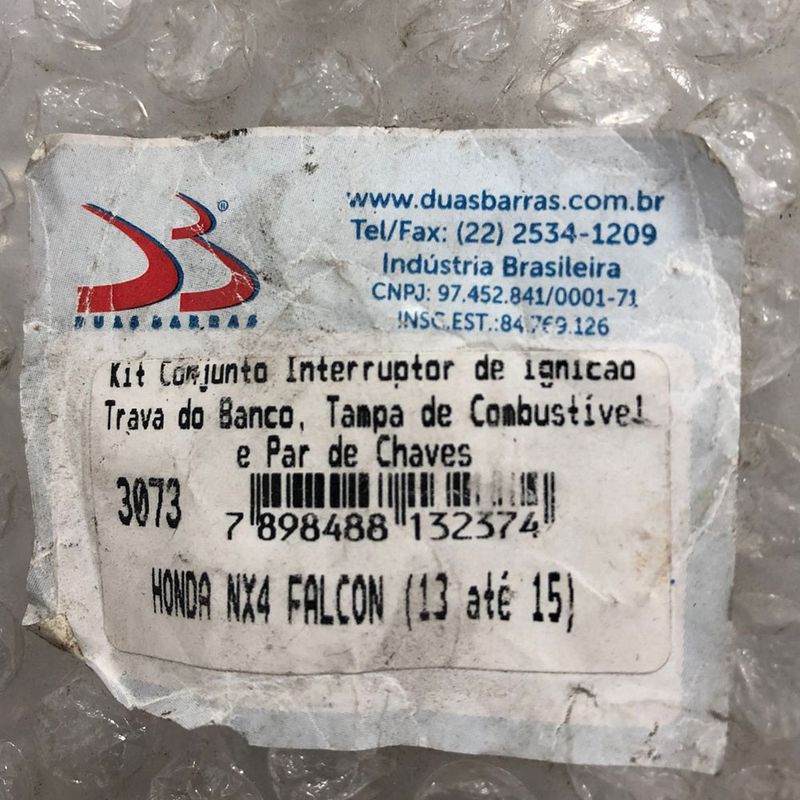 www.duasbarras.com.br
Tel/Fax: (22) 2534-1209
Indústria Brasileira
CNPJ: 97.452.841/0001-71
INSC.EST.:84.769.126
®
DUAS BARRAS
Kit Conjunto Interruptor de ignicao
Trava do Banco, Tampa de Combustível
e Par de Chaves
3073
7 898488 132374
HONDA NX4 FALCON (13 até 15)